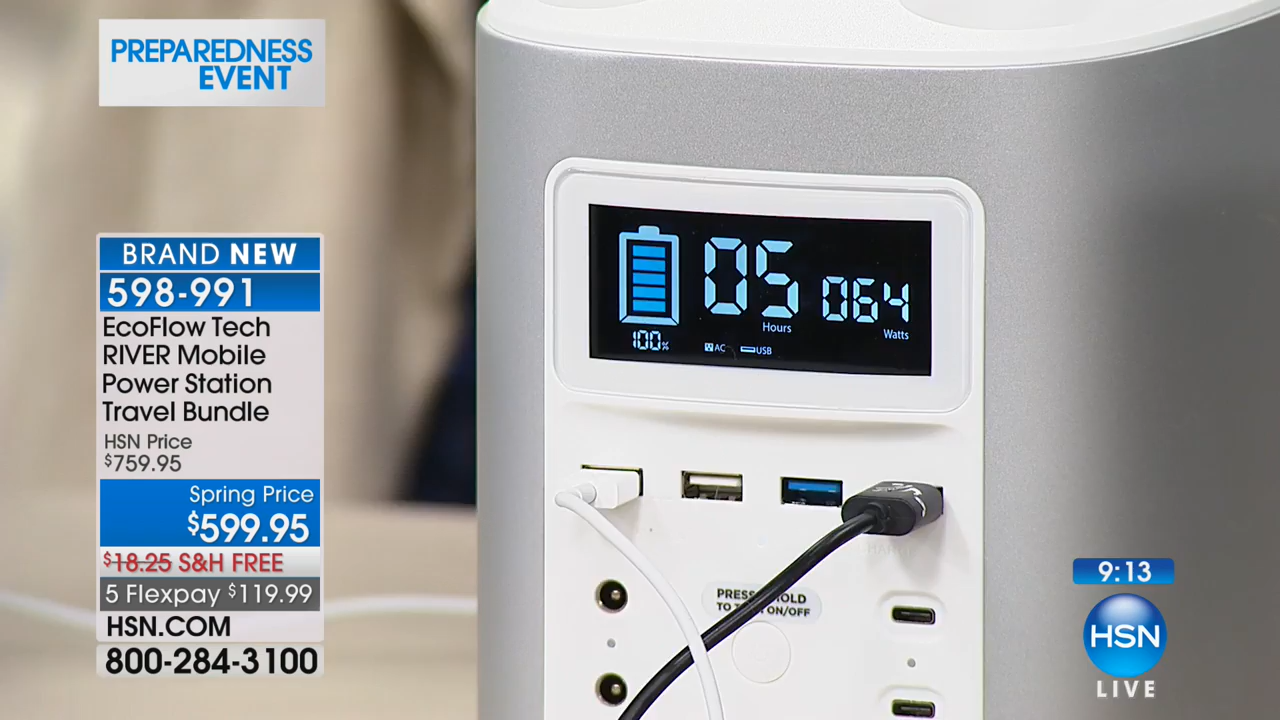 PREPAREDNESS
EVENT
BRAND NEW
598-991
EcoFlow Tech
RIVER Mobile
Power Station
Travel Bundle
HSN Price
$759.95
Spring Price
$599.95
$18.25 S&H FREE
5 Flexpay $119.99
HSN.COM
800-284-3100
05
Hours
064
Watts
100%
AC
USB
PRESS
HOLD
TO
ON/OFF
9:13
HSN
LIVE